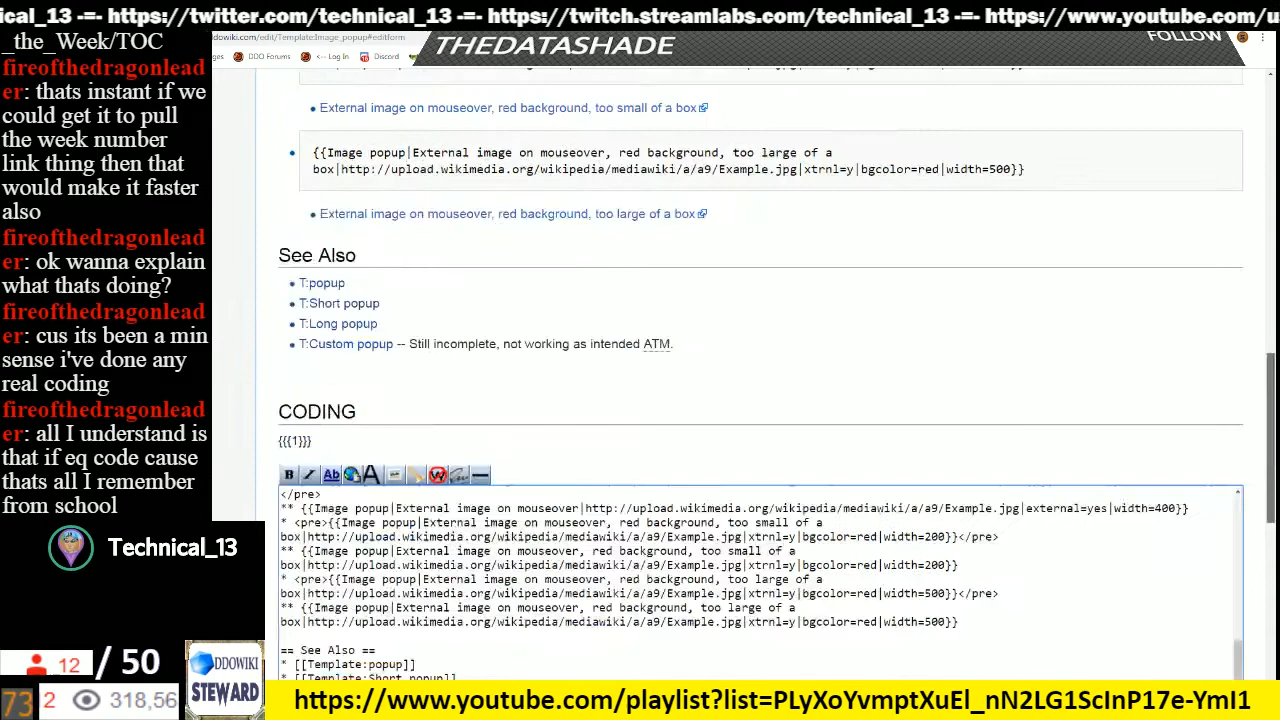 ical_13 -=- https://twitter.com/technical_13 -=- https://twitch.streamlabs.com/technical_13 -=- https://www.youtube.com/u
_the_Week/TOC
fireofthedragonlead
er: thats instant if we
could get it to pull
the week number
link thing then that
would make it faster
also
fireofthedragonlead
er: ok wanna explain
what thats doing?
fireofthedragonlead
er: cus its been a min
sense i've done any
real coding
fireofthedragonlead
er: all I understand is
that if eq code cause
thats all I remember
from school
Technical_13
12 / 50
73 2 318,56
DDOWIKI
STEWARD
dowiki.com/edit/Template:Image_popup#editform
ges DDO Forums <-- Log In Discord
THEDATASHADE
FOLLOW
External image on mouseover, red background, too small of a box
{{Image popup|External image on mouseover, red background, too large of a
box|http://upload.wikimedia.org/wikipedia/mediawiki/a/a9/Example.jpg|xtrnl=y|bgcolor=red|width=500}}
External image on mouseover, red background, too large of a box
See Also
T:popup
T:Short popup
T:Long popup
T:Custom popup -- Still incomplete, not working as intended ATM.
CODING
{{{1}}}
</pre>
** {{Image popup|External image on mouseover|http://upload.wikimedia.org/wikipedia/mediawiki/a/a9/Example.jpg|external=yes|width=400}}
* <pre>{{Image popup|External image on mouseover, red background, too small of a
box|http://upload.wikimedia.org/wikipedia/mediawiki/a/a9/Example.jpg|xtrnl=y|bgcolor=red|width=200}}</pre>
** {{Image popup|External image on mouseover, red background, too small of a
box|http://upload.wikimedia.org/wikipedia/mediawiki/a/a9/Example.jpg|xtrnl=y|bgcolor=red|width=200}}
* <pre>{{Image popup|External image on mouseover, red background, too large of a
box|http://upload.wikimedia.org/wikipedia/mediawiki/a/a9/Example.jpg|xtrnl=y|bgcolor=red|width=500}}</pre>
** {{Image popup|External image on mouseover, red background, too large of a
box|http://upload.wikimedia.org/wikipedia/mediawiki/a/a9/Example.jpg|xtrnl=y|bgcolor=red|width=500}}
== See Also ==
* [[Template:popup]]
* [[Template:Short popup]]
https://www.youtube.com/playlist?list=PLyXoYvmptXuEl_nN2LG1ScInP17e-YmI1